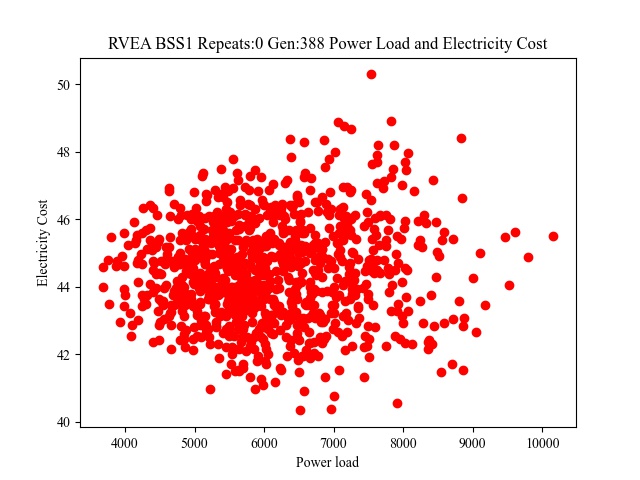 RVEA BSS1 Repeats:0 Gen:388 Power Load and Electricity Cost
50
48
46
44
42
40
Electricity Cost
4000 5000 6000 7000 8000 9000 10000
Power load